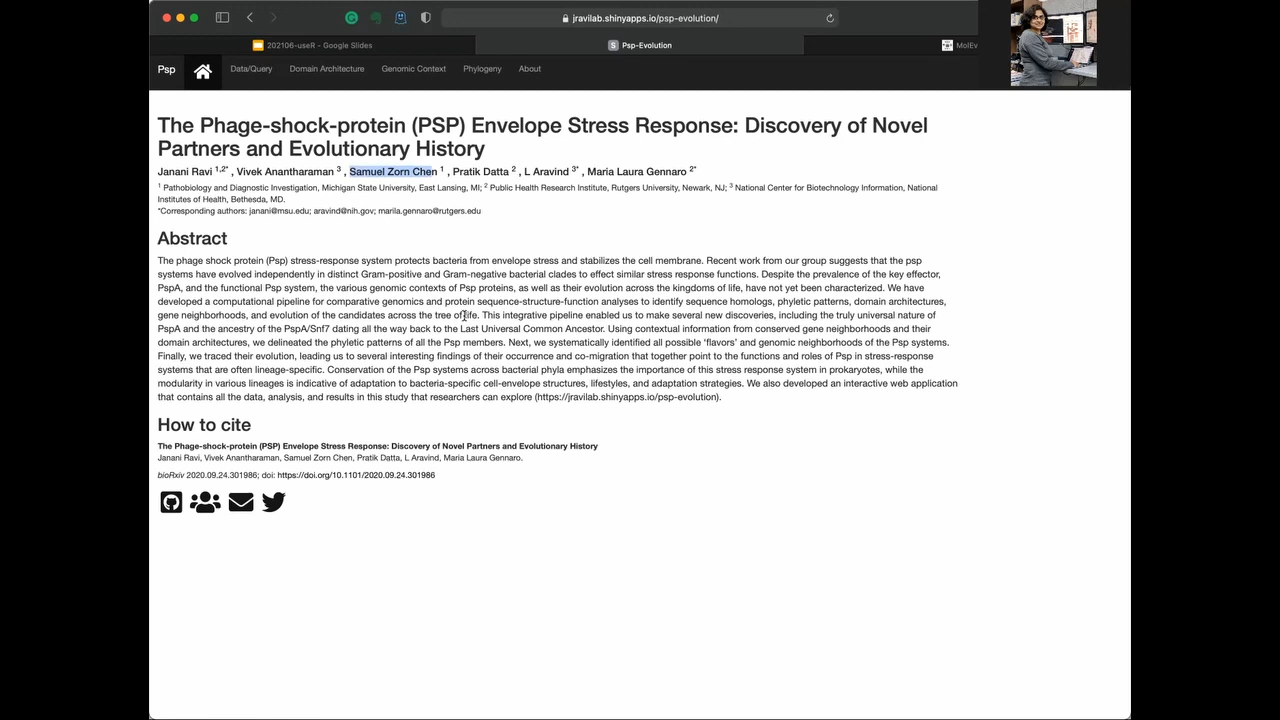 jravilab.shinyapps.io/psp-evolution/
202106-useR - Google Slides
S Psp-Evolution
MolEv
Psp
Data/Query
Domain Architecture
Genomic Context
Phylogeny
About
The Phage-shock-protein (PSP) Envelope Stress Response: Discovery of Novel
Partners and Evolutionary History
Janani Ravi 1,2* , Vivek Anantharaman 3 , Samuel Zorn Chen 1 , Pratik Datta 2 , L Aravind 3* , Maria Laura Gennaro 2*
1 Pathobiology and Diagnostic Investigation, Michigan State University, East Lansing, MI; 2 Public Health Research Institute, Rutgers University, Newark, NJ; 3 National Center for Biotechnology Information, National
Institutes of Health, Bethesda, MD.
*Corresponding authors: janani@msu.edu; aravind@nih.gov; marila.gennaro@rutgers.edu
Abstract
The phage shock protein (Psp) stress-response system protects bacteria from envelope stress and stabilizes the cell membrane. Recent work from our group suggests that the psp
systems have evolved independently in distinct Gram-positive and Gram-negative bacterial clades to effect similar stress response functions. Despite the prevalence of the key effector,
PspA, and the functional Psp system, the various genomic contexts of Psp proteins, as well as their evolution across the kingdoms of life, have not yet been characterized. We have
developed a computational pipeline for comparative genomics and protein sequence-structure-function analyses to identify sequence homologs, phyletic patterns, domain architectures,
gene neighborhoods, and evolution of the candidates across the tree of life. This integrative pipeline enabled us to make several new discoveries, including the truly universal nature of
PspA and the ancestry of the PspA/Snf7 dating all the way back to the Last Universal Common Ancestor. Using contextual information from conserved gene neighborhoods and their
domain architectures, we delineated the phyletic patterns of all the Psp members. Next, we systematically identified all possible ‘flavors’ and genomic neighborhoods of the Psp systems.
Finally, we traced their evolution, leading us to several interesting findings of their occurrence and co-migration that together point to the functions and roles of Psp in stress-response
systems that are often lineage-specific. Conservation of the Psp systems across bacterial phyla emphasizes the importance of this stress response system in prokaryotes, while the
modularity in various lineages is indicative of adaptation to bacteria-specific cell-envelope structures, lifestyles, and adaptation strategies. We also developed an interactive web application
that contains all the data, analysis, and results in this study that researchers can explore (https://jravilab.shinyapps.io/psp-evolution).
How to cite
The Phage-shock-protein (PSP) Envelope Stress Response: Discovery of Novel Partners and Evolutionary History
Janani Ravi, Vivek Anantharaman, Samuel Zorn Chen, Pratik Datta, L Aravind, Maria Laura Gennaro.
bioRxiv 2020.09.24.301986; doi: https://doi.org/10.1101/2020.09.24.301986